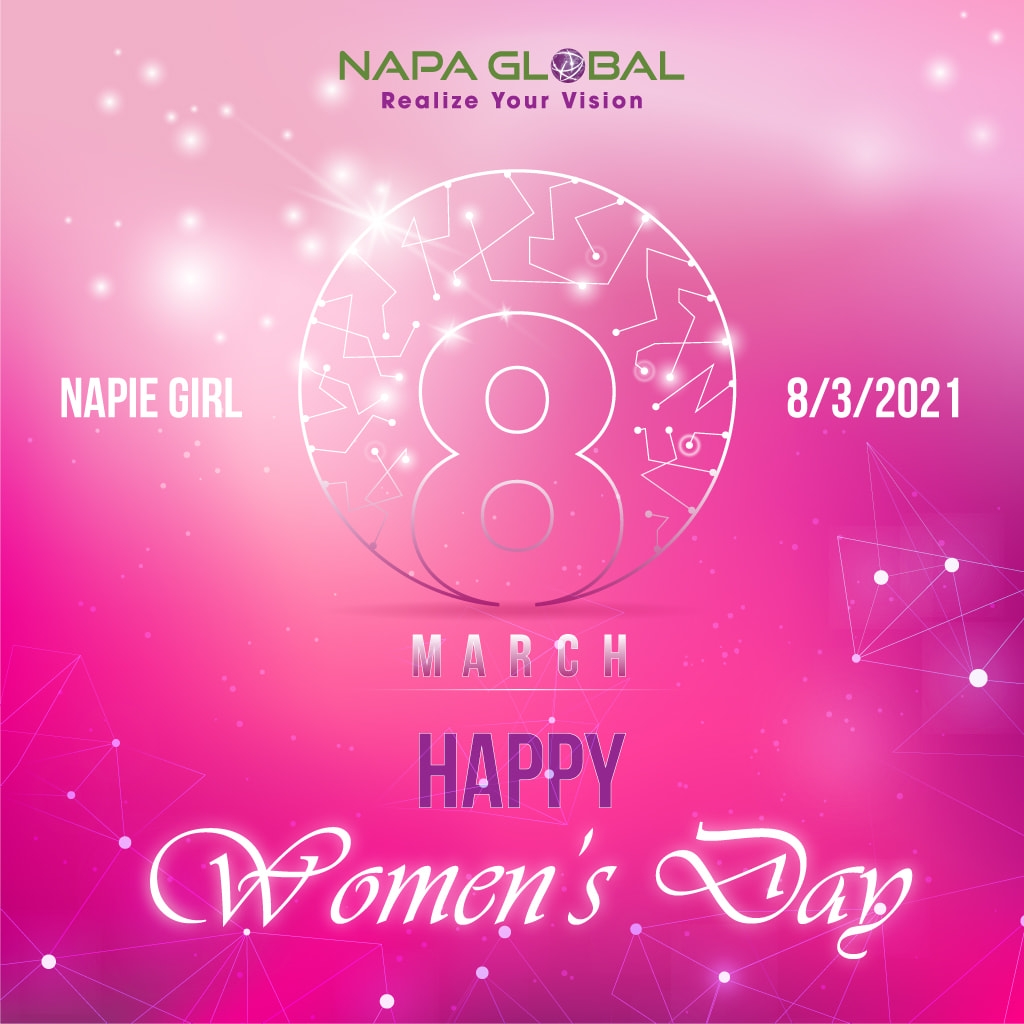 NAPA GLOBAL
Realize Your Vision
NAPIE GIRL
8
8/3/2021
MARCH
HAPPY
Women's Day